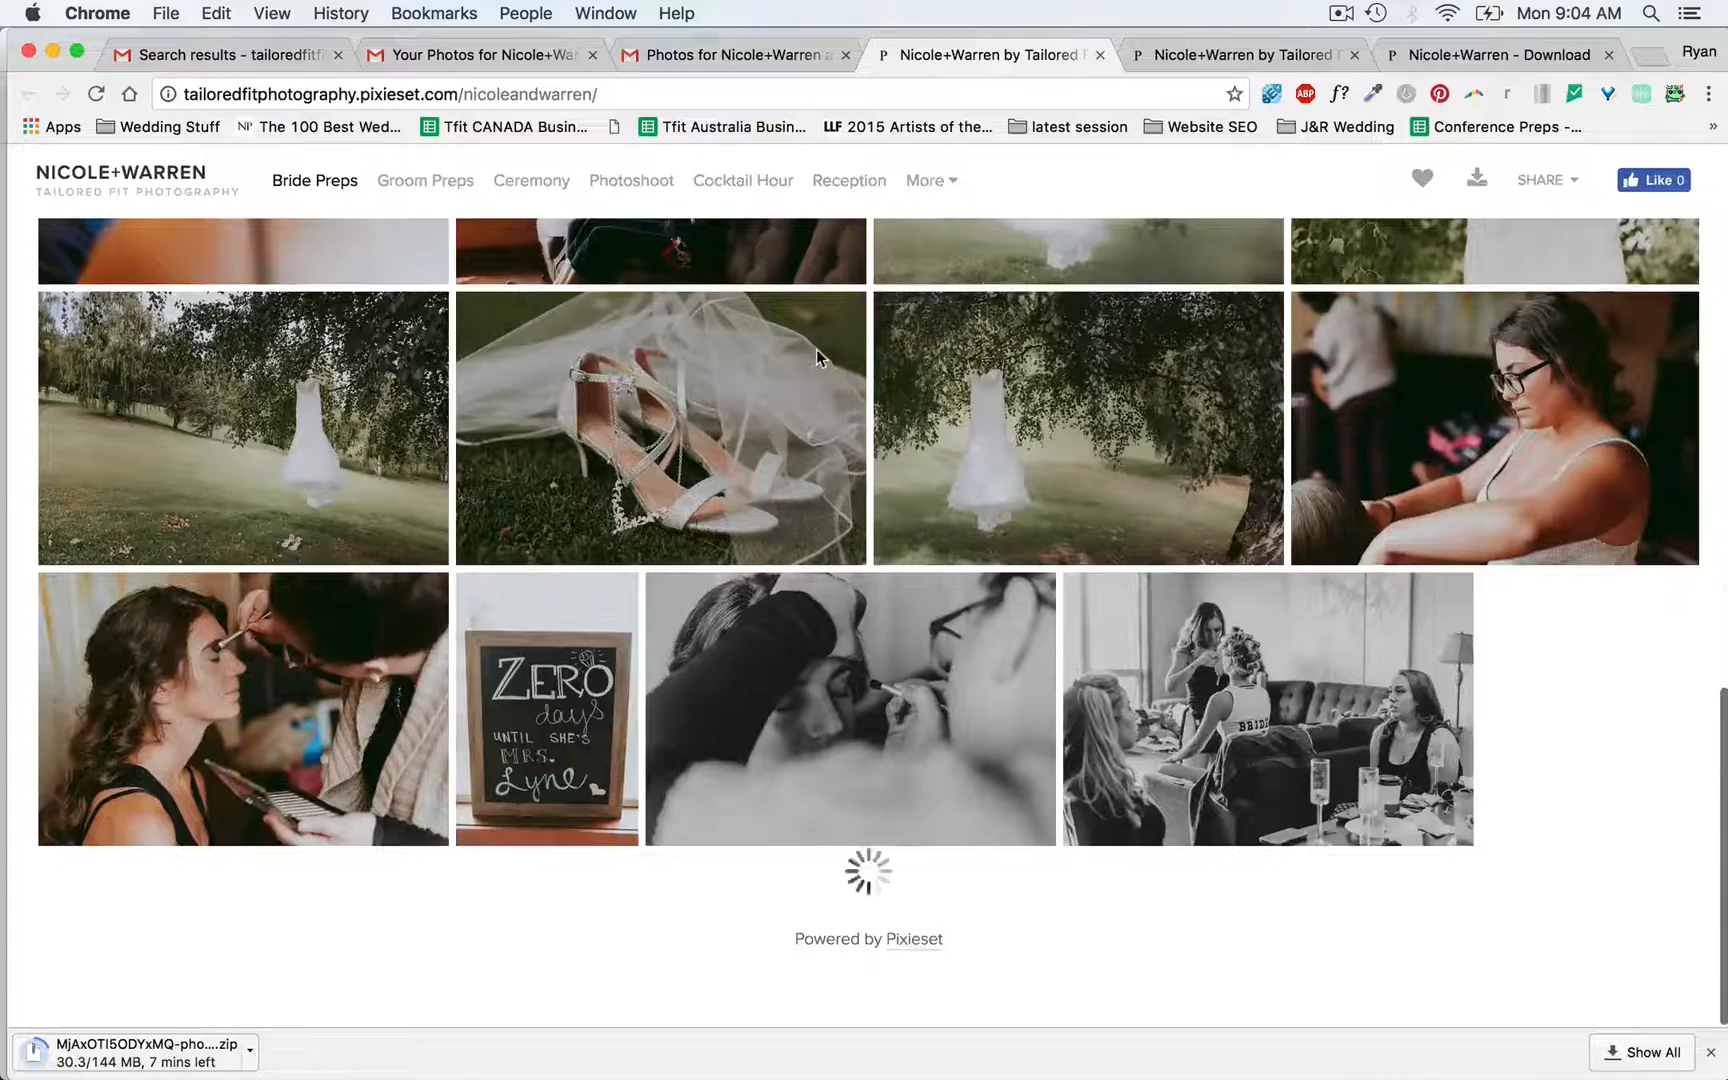 Chrome File Edit View History Bookmarks People Window Help Mon 9:04 AM
Search results - tailoredfitf
Your Photos for Nicole+War
Photos for Nicole+Warren a
P Nicole+Warren by Tailored F
P Nicole+Warren by Tailored
P Nicole+Warren - Download
Ryan
tailoredfitphotography.pixieset.com/nicoleandwarren/
ABP f? r
Apps Wedding Stuff NP The 100 Best Wed... Tfit CANADA Busin... Tfit Australia Busin... LLF 2015 Artists of the... latest session Website SEO J&R Wedding Conference Preps -... »
NICOLE+WARREN
TAILORED FIT PHOTOGRAPHY
Bride Preps Groom Preps Ceremony Photoshoot Cocktail Hour Reception More
SHARE
Like 0
ZERO
days
UNTIL SHE'S
MRS.
Lyne
BRIDE
Powered by Pixieset
MjAxOTI5ODYxMQ-pho....zip
30.3/144 MB, 7 mins left
Show All